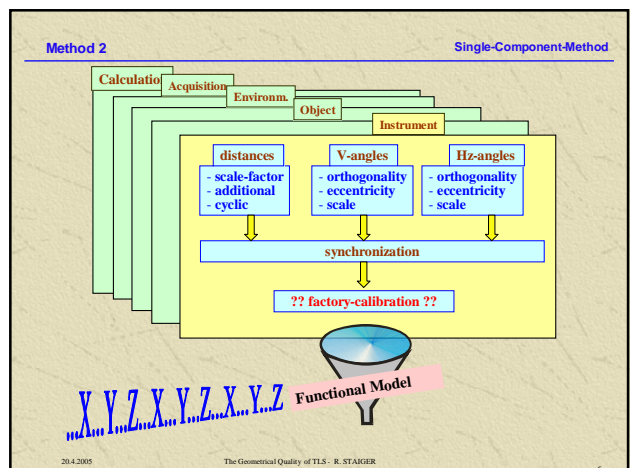 Method 2
Single-Component-Method
Calculatio
Acquisition
Environm.
Object
Instrument
distances
- scale-factor
- additional
- cyclic
V-angles
- orthogonality
- eccentricity
- scale
Hz-angles
- orthogonality
- eccentricity
- scale
synchronization
?? factory-calibration ??
...X...Y...Z...X...Y...Z...X...Y...Z
Functional Model
20.4.2005
The Geometrical Quality of TLS - R. STAIGER